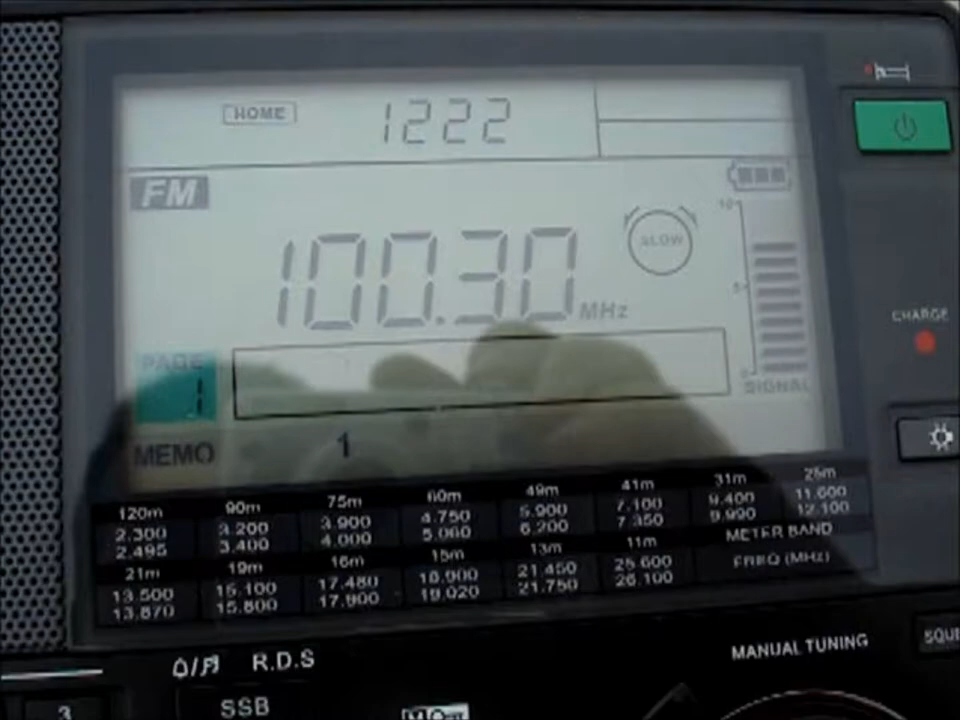 HOME 1222
FM
100.30 MHz
SLOW
10
5
0
SIGNAL
CHARGE
PAGE
1
MEMO 1
120m 90m 75m 60m 49m 41m 31m 25m
2.300 3.200 3.900 4.750 5.900 7.100 9.400 11.600
2.495 3.400 4.000 5.060 6.200 7.350 9.990 12.100
21m 19m 16m 15m 13m 11m METER BAND
13.500 15.100 17.480 18.900 21.450 25.600 FREQ (MHz)
13.870 15.800 17.900 19.020 21.750 26.100
R.D.S
MANUAL TUNING
3
SSB